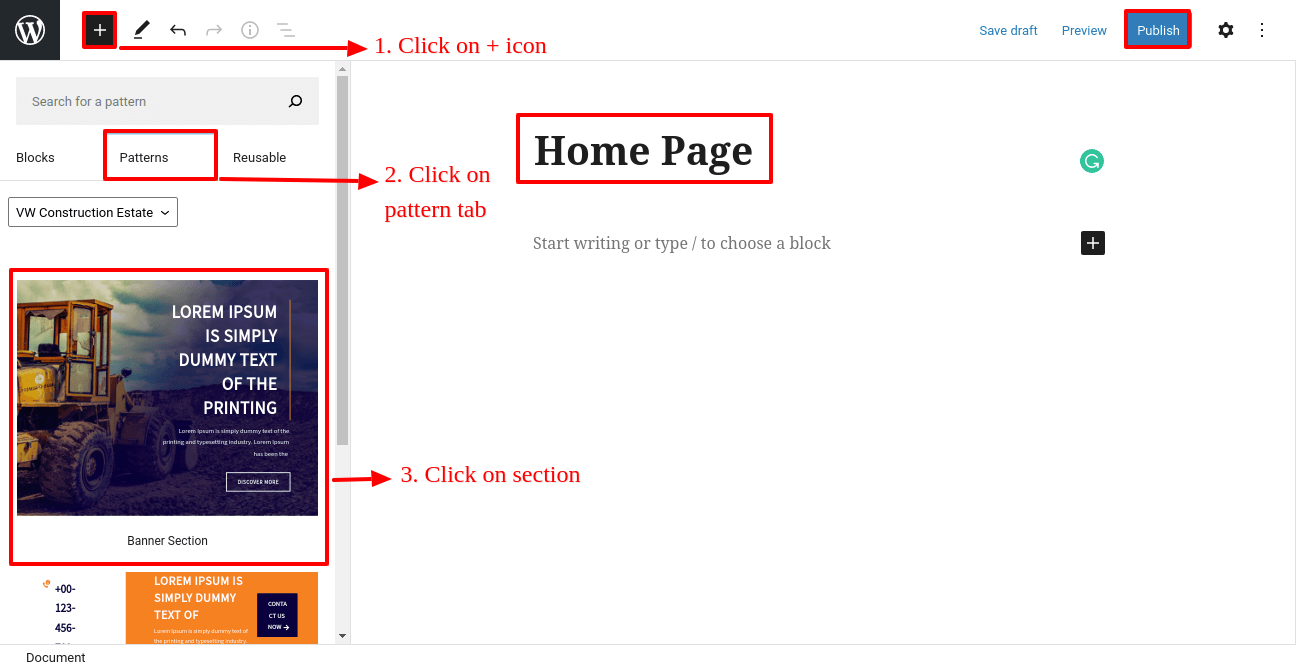 Save draft
Preview
Publish
1. Click on + icon
Search for a pattern
Blocks
Patterns
Reusable
2. Click on
pattern tab
VW Construction Estate
LOREM IPSUM
IS SIMPLY
DUMMY TEXT
OF THE
PRINTING
Lorem Ipsum is simply dummy text of the
printing and typesetting industry. Lorem Ipsum
has been the
DISCOVER MORE
Banner Section
3. Click on section
+00-
123-
456-
LOREM IPSUM IS
SIMPLY DUMMY
TEXT OF
Lorem Ipsum is simply dummy text of
the printing and typesetting industry.
CONTA
CT US
NOW →
Home Page
Start writing or type / to choose a block
Document